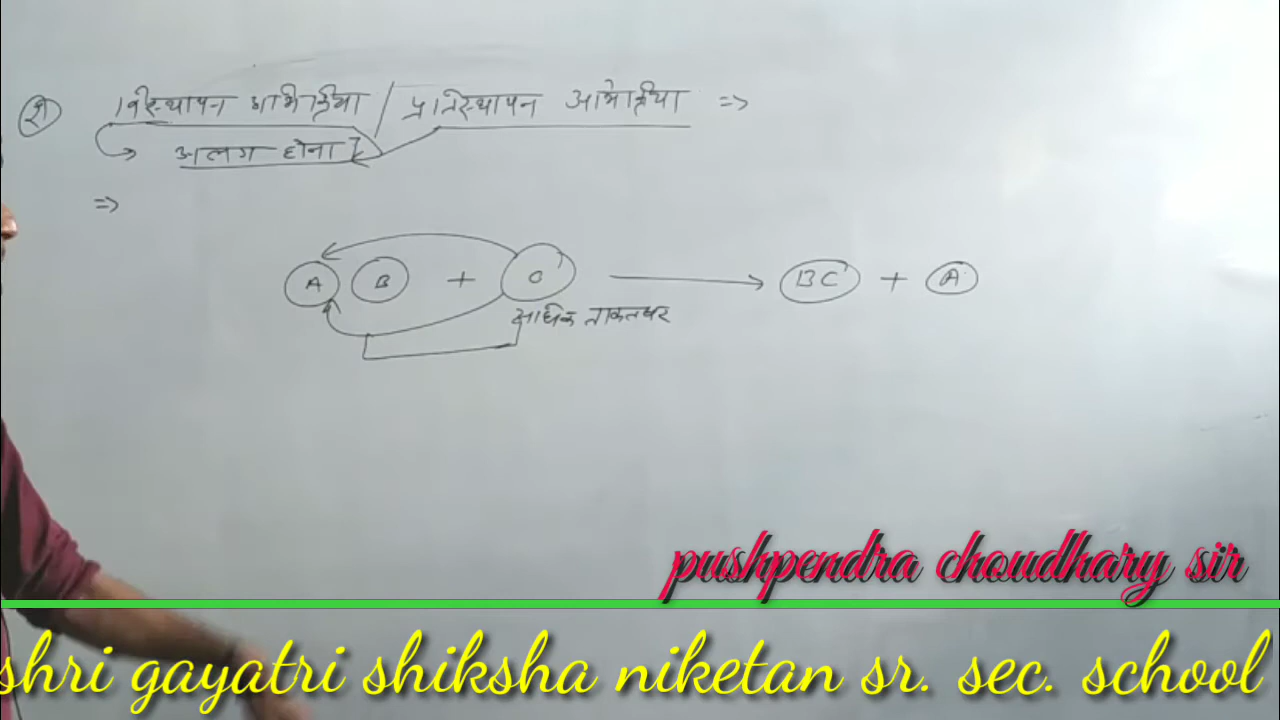 विस्थापन अभिक्रिया / प्रतिस्थापन अभिक्रिया =>
→ अलग होना
=>
A B + C → BC + A
अधिक ताकतवर
pushpendra choudhary sir
shri gayatri shiksha niketan sr. sec. school